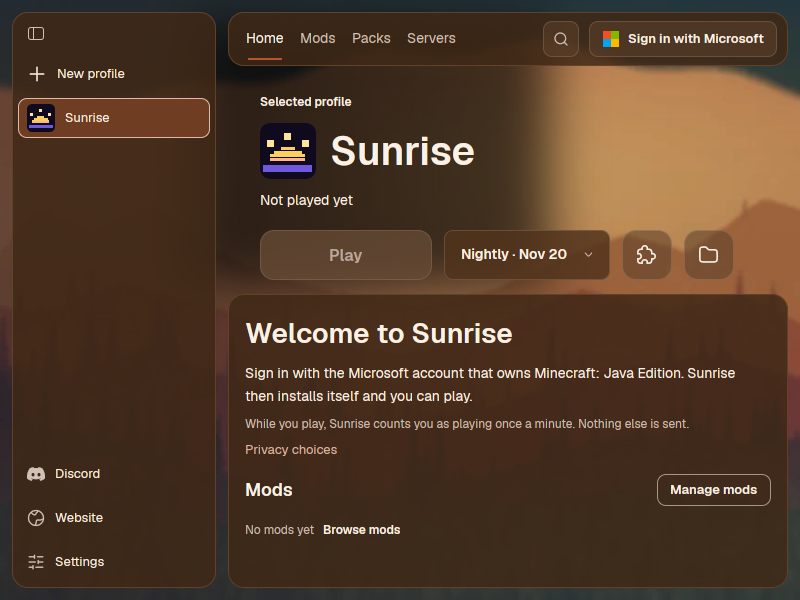 New profile
Sunrise
Discord
Website
Settings
Home Mods Packs Servers
Sign in with Microsoft
Selected profile
Sunrise
Not played yet
Play
Nightly · Nov 20
Welcome to Sunrise
Sign in with the Microsoft account that owns Minecraft: Java Edition. Sunrise
then installs itself and you can play.
While you play, Sunrise counts you as playing once a minute. Nothing else is sent.
Privacy choices
Mods
Manage mods
No mods yet Browse mods